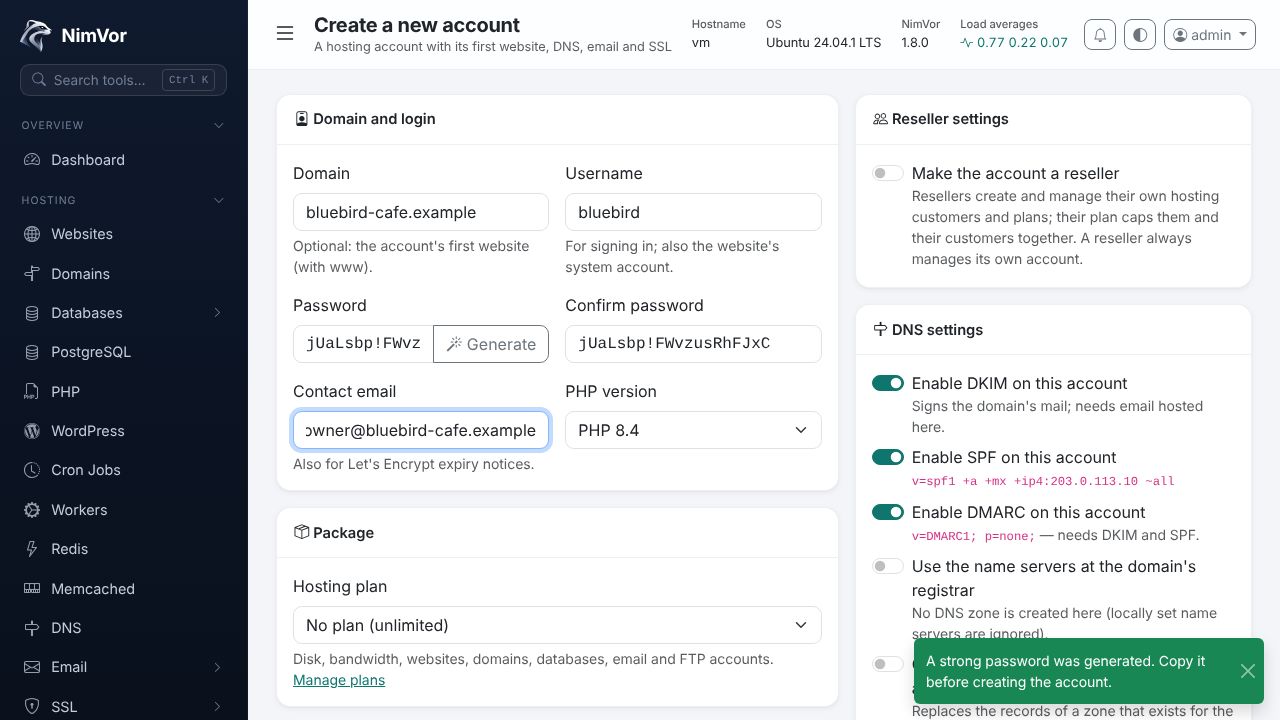 NimVor
Search tools...
Ctrl K
OVERVIEW
Dashboard
HOSTING
Websites
Domains
Databases
PostgreSQL
PHP
WordPress
Cron Jobs
Workers
Redis
Memcached
DNS
Email
SSL
Create a new account
A hosting account with its first website, DNS, email and SSL
Hostname
vm
OS
Ubuntu 24.04.1 LTS
NimVor
1.8.0
Load averages
0.77 0.22 0.07
admin
Domain and login
Domain
bluebird-cafe.example
Optional: the account's first website
(with www).
Username
bluebird
For signing in; also the website's
system account.
Password
jUaLsbp!FWvz
Generate
Confirm password
jUaLsbp!FWvzusRhFJxC
Contact email
owner@bluebird-cafe.example
Also for Let's Encrypt expiry notices.
PHP version
PHP 8.4
Package
Hosting plan
No plan (unlimited)
Disk, bandwidth, websites, domains, databases, email and FTP accounts.
Manage plans
Reseller settings
Make the account a reseller
Resellers create and manage their own hosting
customers and plans; their plan caps them and
their customers together. A reseller always
manages its own account.
DNS settings
Enable DKIM on this account
Signs the domain's mail; needs email hosted
here.
Enable SPF on this account
v=spf1 +a +mx +ip4:203.0.113.10 ~all
Enable DMARC on this account
v=DMARC1; p=none; — needs DKIM and SPF.
Use the name servers at the domain's
registrar
No DNS zone is created here (locally set name
servers are ignored).
Replaces the records of a zone that exists for the
A strong password was generated. Copy it
before creating the account.